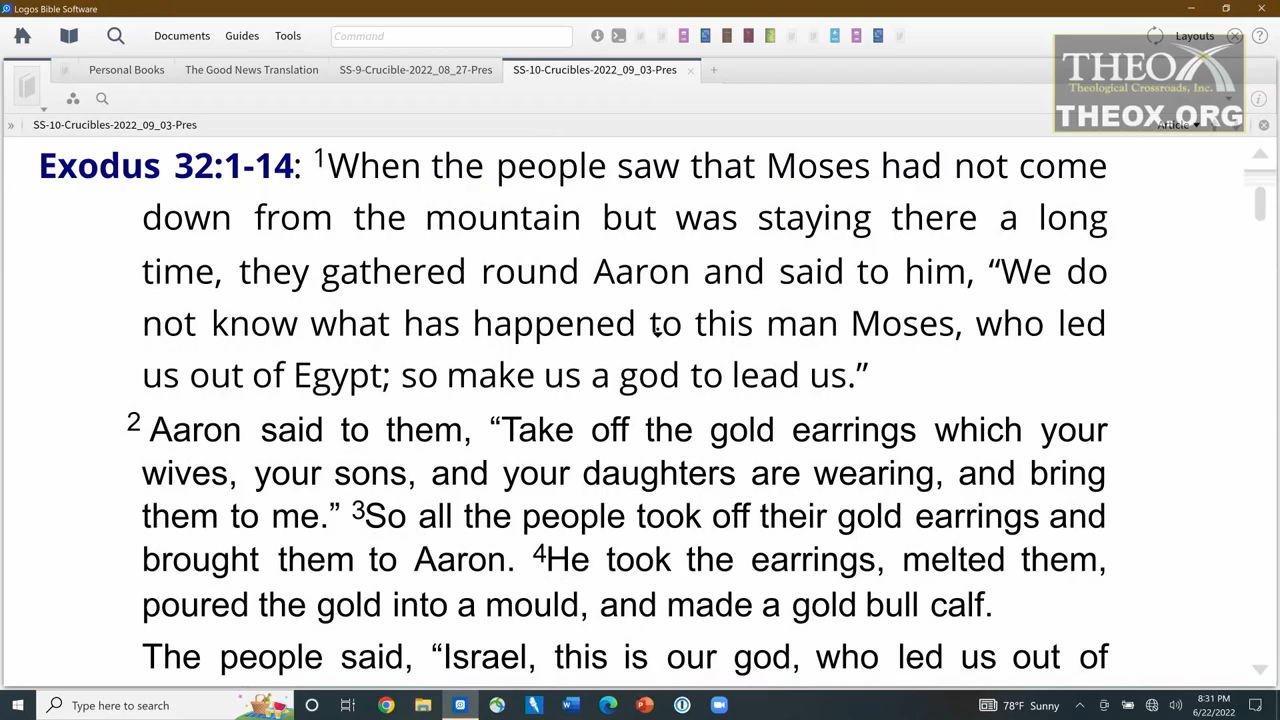 Logos Bible Software
Documents Guides Tools Command Layouts
Personal Books The Good News Translation SS-9-Crucibles-2022_08_27-Pres SS-10-Crucibles-2022_09_03-Pres
THEOX
Theological Crossroads, Inc.
THEOX.ORG
SS-10-Crucibles-2022_09_03-Pres Article
Exodus 32:1-14: 1When the people saw that Moses had not come
down from the mountain but was staying there a long
time, they gathered round Aaron and said to him, “We do
not know what has happened to this man Moses, who led
us out of Egypt; so make us a god to lead us.”
2 Aaron said to them, “Take off the gold earrings which your
wives, your sons, and your daughters are wearing, and bring
them to me.” 3So all the people took off their gold earrings and
brought them to Aaron. 4He took the earrings, melted them,
poured the gold into a mould, and made a gold bull calf.
The people said, “Israel, this is our god, who led us out of
Type here to search 78°F Sunny 8:31 PM
6/22/2022